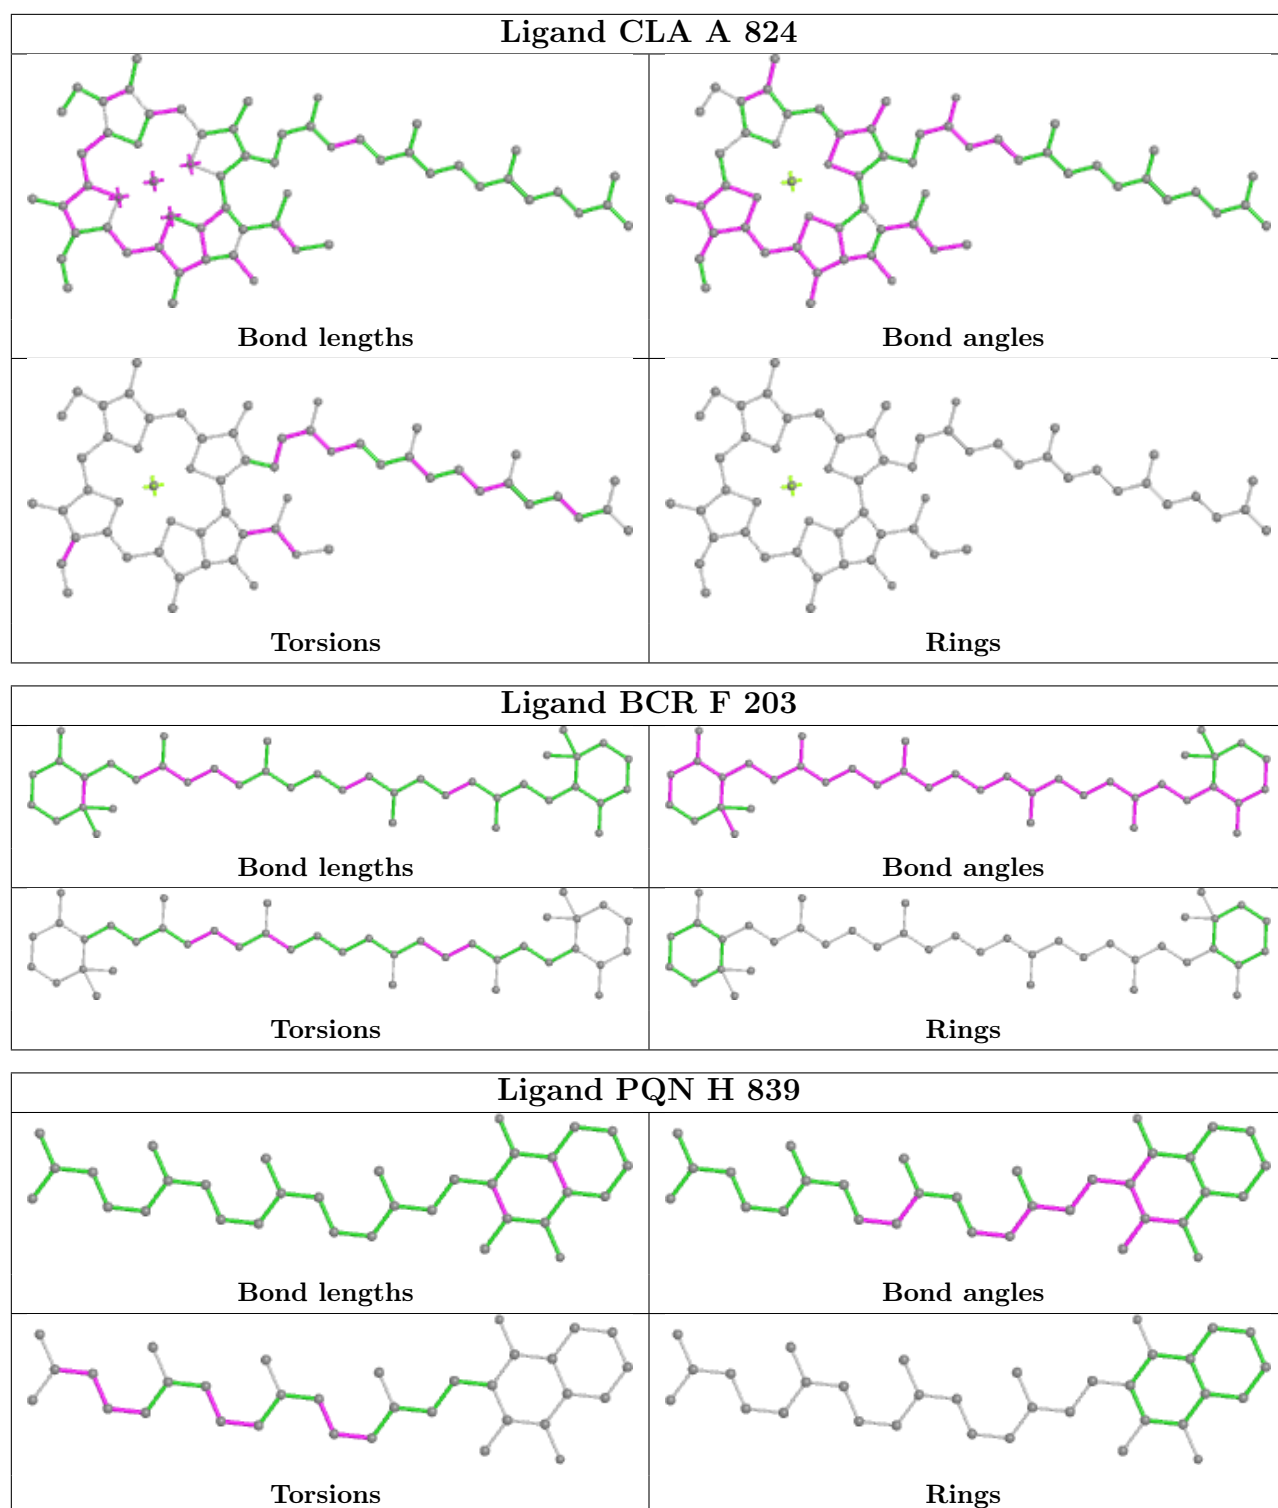 Ligand CLA A 824
Bond lengths
Bond angles
Torsions
Rings
Ligand BCR F 203
Bond lengths
Bond angles
Torsions
Rings
Ligand PQN H 839
Bond lengths
Bond angles
Torsions
Rings